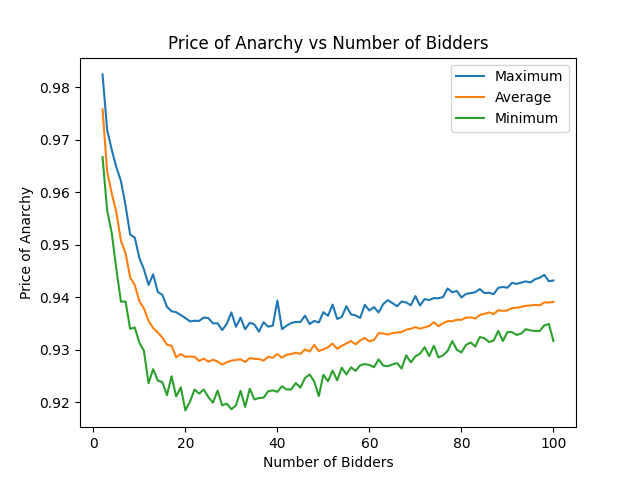 Price of Anarchy vs Number of Bidders
Maximum
Average
Minimum
Price of Anarchy
0.98
0.97
0.96
0.95
0.94
0.93
0.92
0 20 40 60 80 100
Number of Bidders